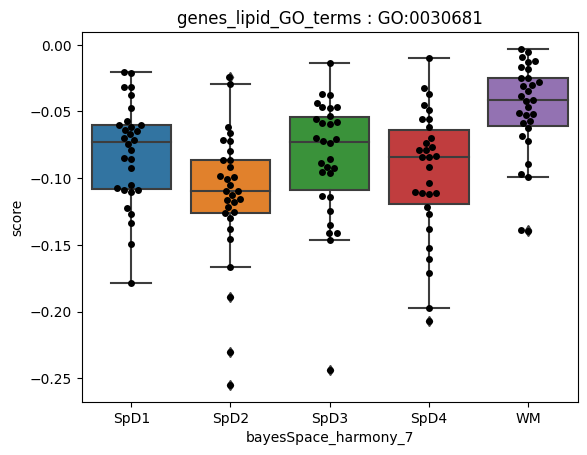 genes_lipid_GO_terms : GO:0030681
0.00
−0.05
−0.10
−0.15
−0.20
−0.25
score
SpD1 SpD2 SpD3 SpD4 WM
bayesSpace_harmony_7